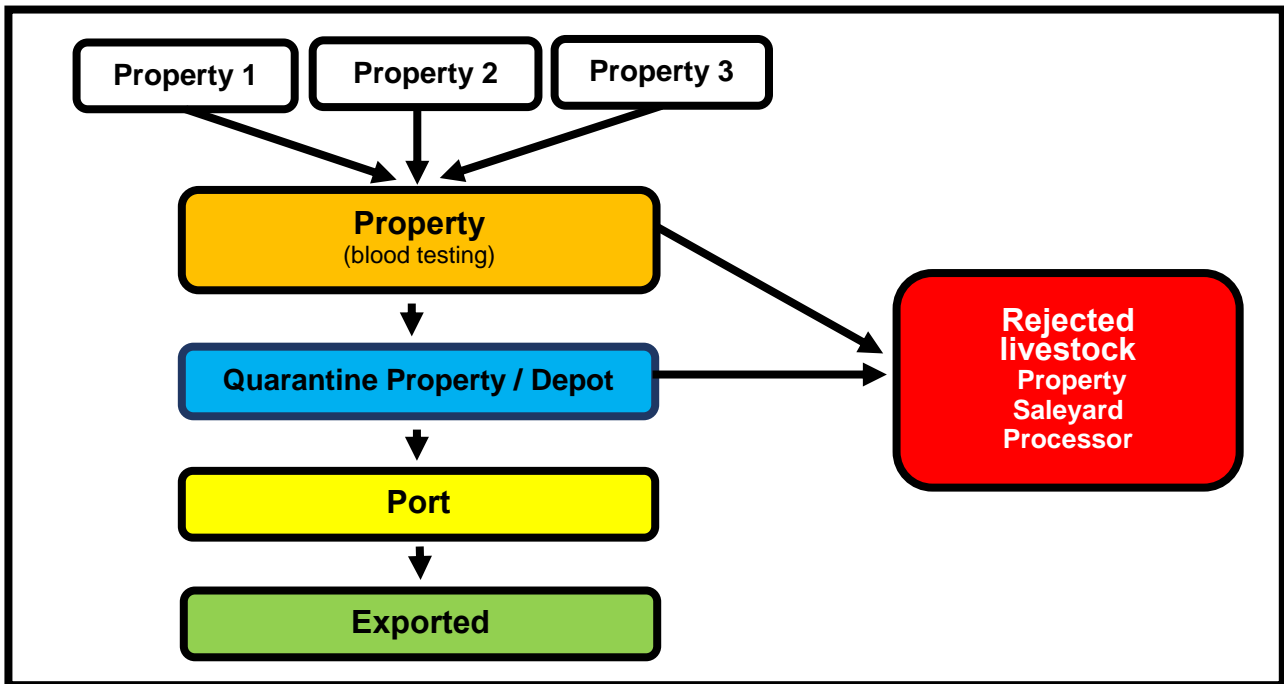 Property 1
Property 2
Property 3
Property
(blood testing)
Quarantine Property / Depot
Port
Exported
Rejected
livestock
Property
Saleyard
Processor